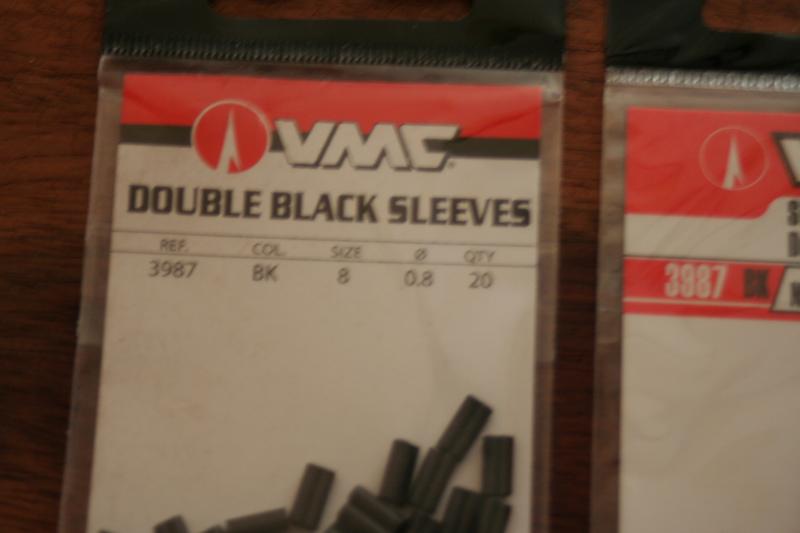 VMC
DOUBLE BLACK SLEEVES
REF. COL. SIZE Ø QTY
3987 BK 8 0.8 20
3987 BK